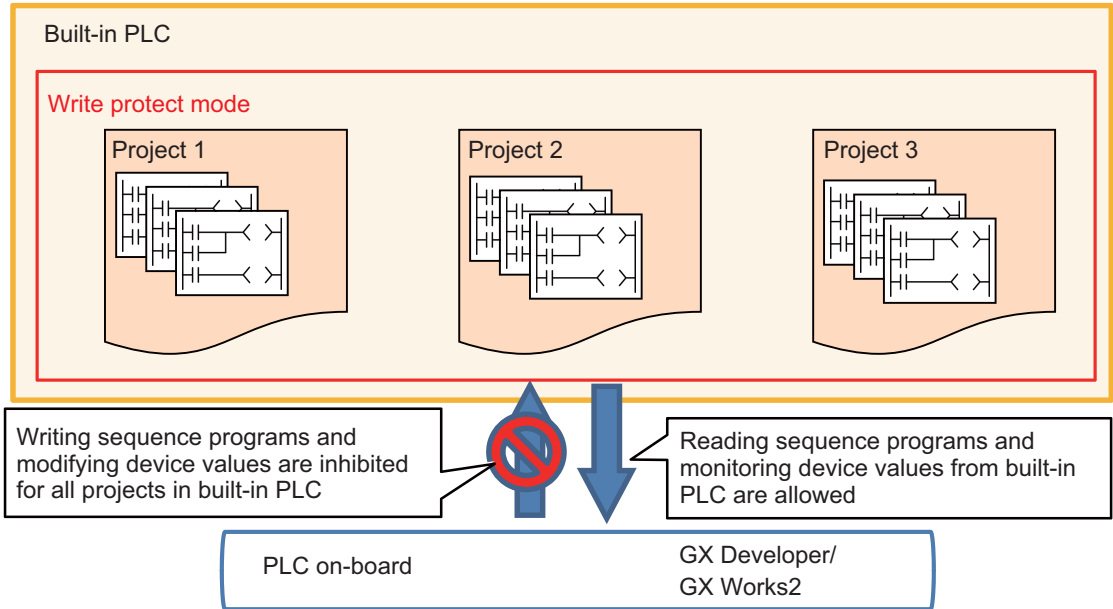 Built-in PLC
Write protect mode
Project 1
Project 2
Project 3
Writing sequence programs and
modifying device values are inhibited
for all projects in built-in PLC
Reading sequence programs and
monitoring device values from built-in
PLC are allowed
PLC on-board
GX Developer/
GX Works2